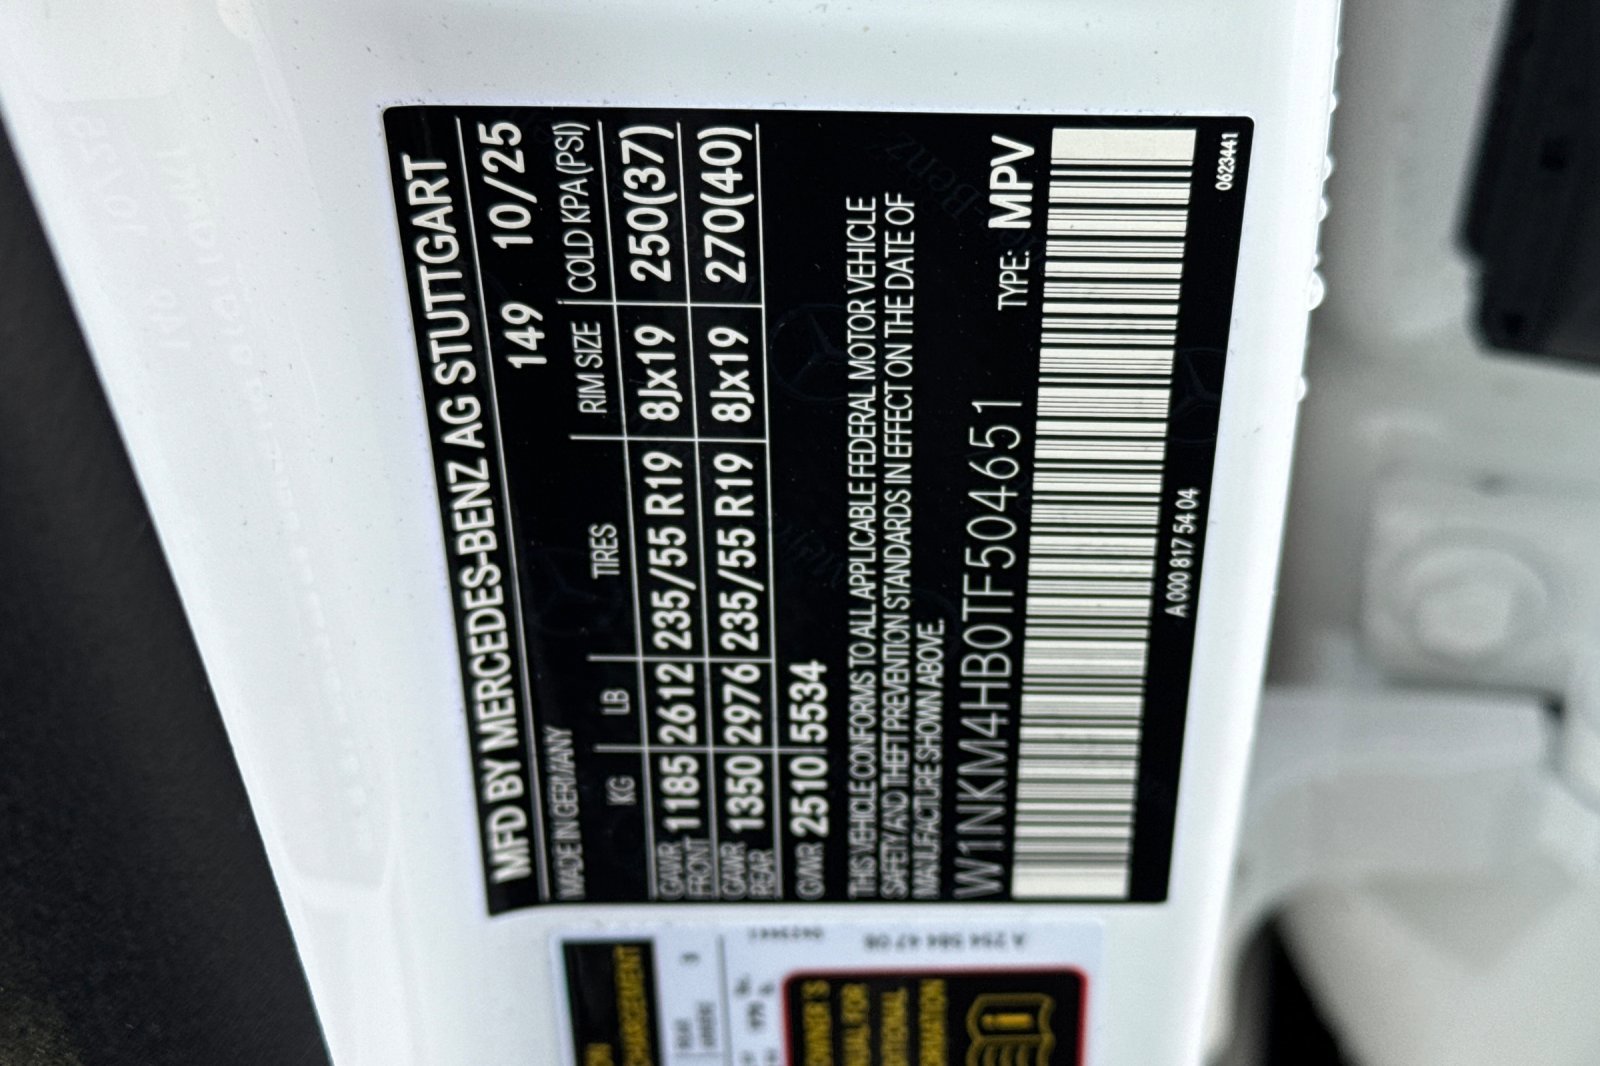 MFD BY MERCEDES-BENZ AG STUTTGART
MADE IN GERMANY 149 10/25
KG LB TIRES RIM SIZE COLD KPA (PSI)
GAWR FRONT 1185 2612 235/55 R19 8Jx19 250(37)
GAWR REAR 1350 2976 235/55 R19 8Jx19 270(40)
GVWR 2510 5534
THIS VEHICLE CONFORMS TO ALL APPLICABLE FEDERAL MOTOR VEHICLE
SAFETY AND THEFT PREVENTION STANDARDS IN EFFECT ON THE DATE OF
MANUFACTURE SHOWN ABOVE.
W1NKM4HB0TF504651 TYPE: MPV
A 000 817 54 04 0623441